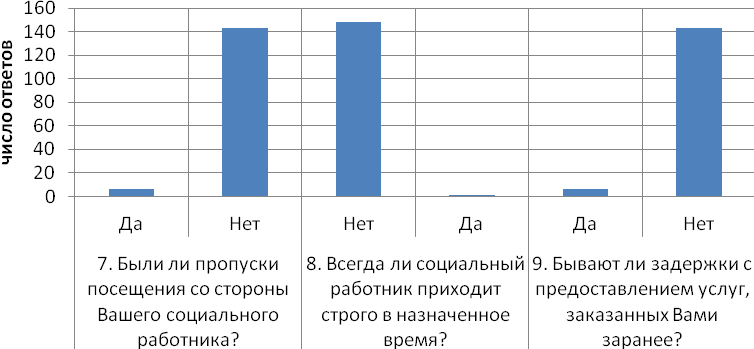 160
140
120
100
80
60
40
20
0
число ответов
Да Нет Нет Да Да Нет
7. Были ли пропуски
посещения со стороны
Вашего социального
работника?
8. Всегда ли социальный
работник приходит
строго в назначенное
время?
9. Бывают ли задержки с
предоставлением услуг,
заказанных Вами
заранее?